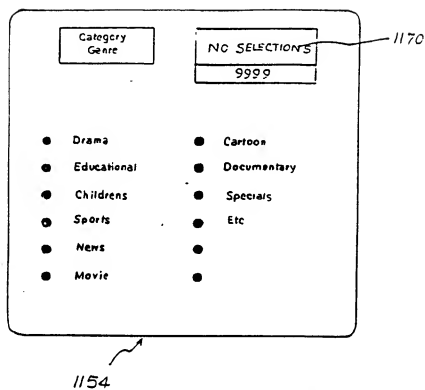 Category
Genre
NO SELECTIONS
9999
1170
Drama
Educational
Childrens
Sports
News
Movie
Cartoon
Documentary
Specials
Etc
1154